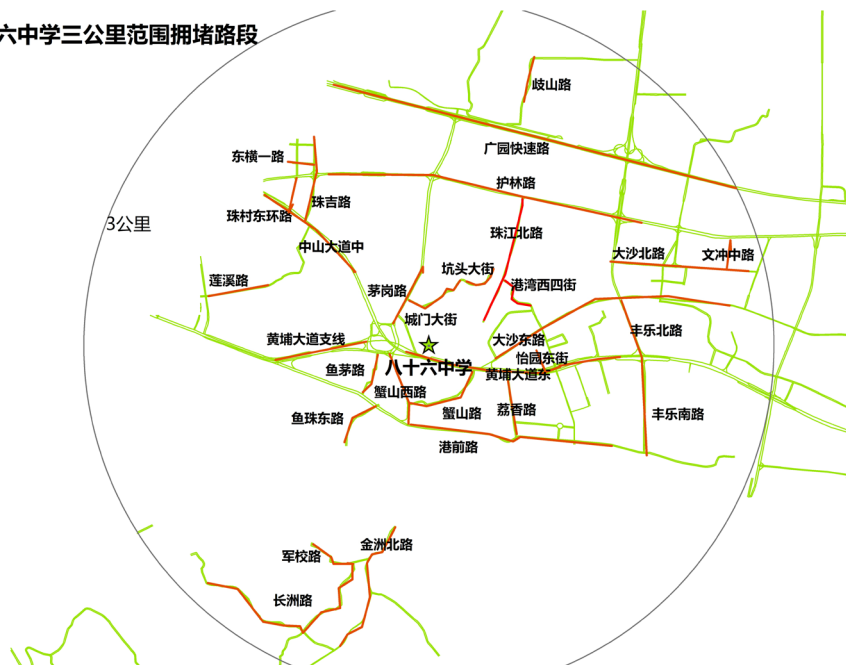 六中学三公里范围拥堵路段
歧山路
广园快速路
东横一路
护林路
珠吉路
珠村东环路
3公里
珠江北路
中山大道中
大沙北路
文冲中路
坑头大街
莲溪路
港湾西四街
茅岗路
城门大街
丰乐北路
黄埔大道支线
大沙东路
怡园东街
八十六中学
鱼茅路
黄埔大道东
蟹山西路
荔香路
蟹山路
丰乐南路
鱼珠东路
港前路
金洲北路
军校路
长洲路